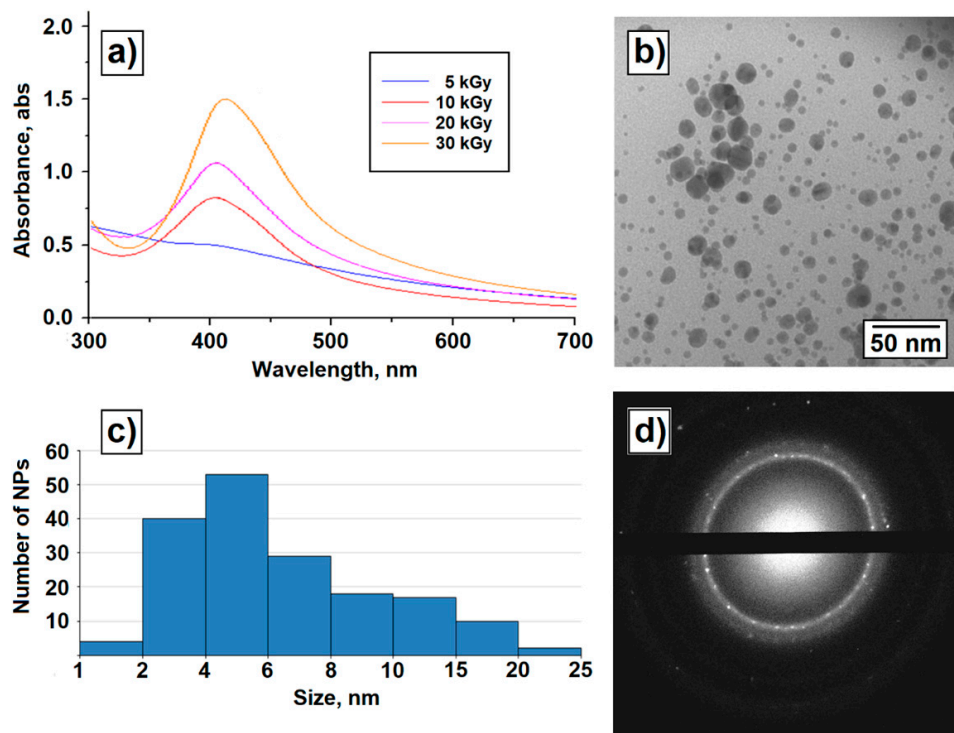 a)
2.0
1.5
1.0
0.5
0.0
Absorbance, abs
5 kGy
10 kGy
20 kGy
30 kGy
300 400 500 600 700
Wavelength, nm
b)
50 nm
c)
60
50
40
30
20
10
Number of NPs
1 2 4 6 8 10 15 20 25
Size, nm
d)